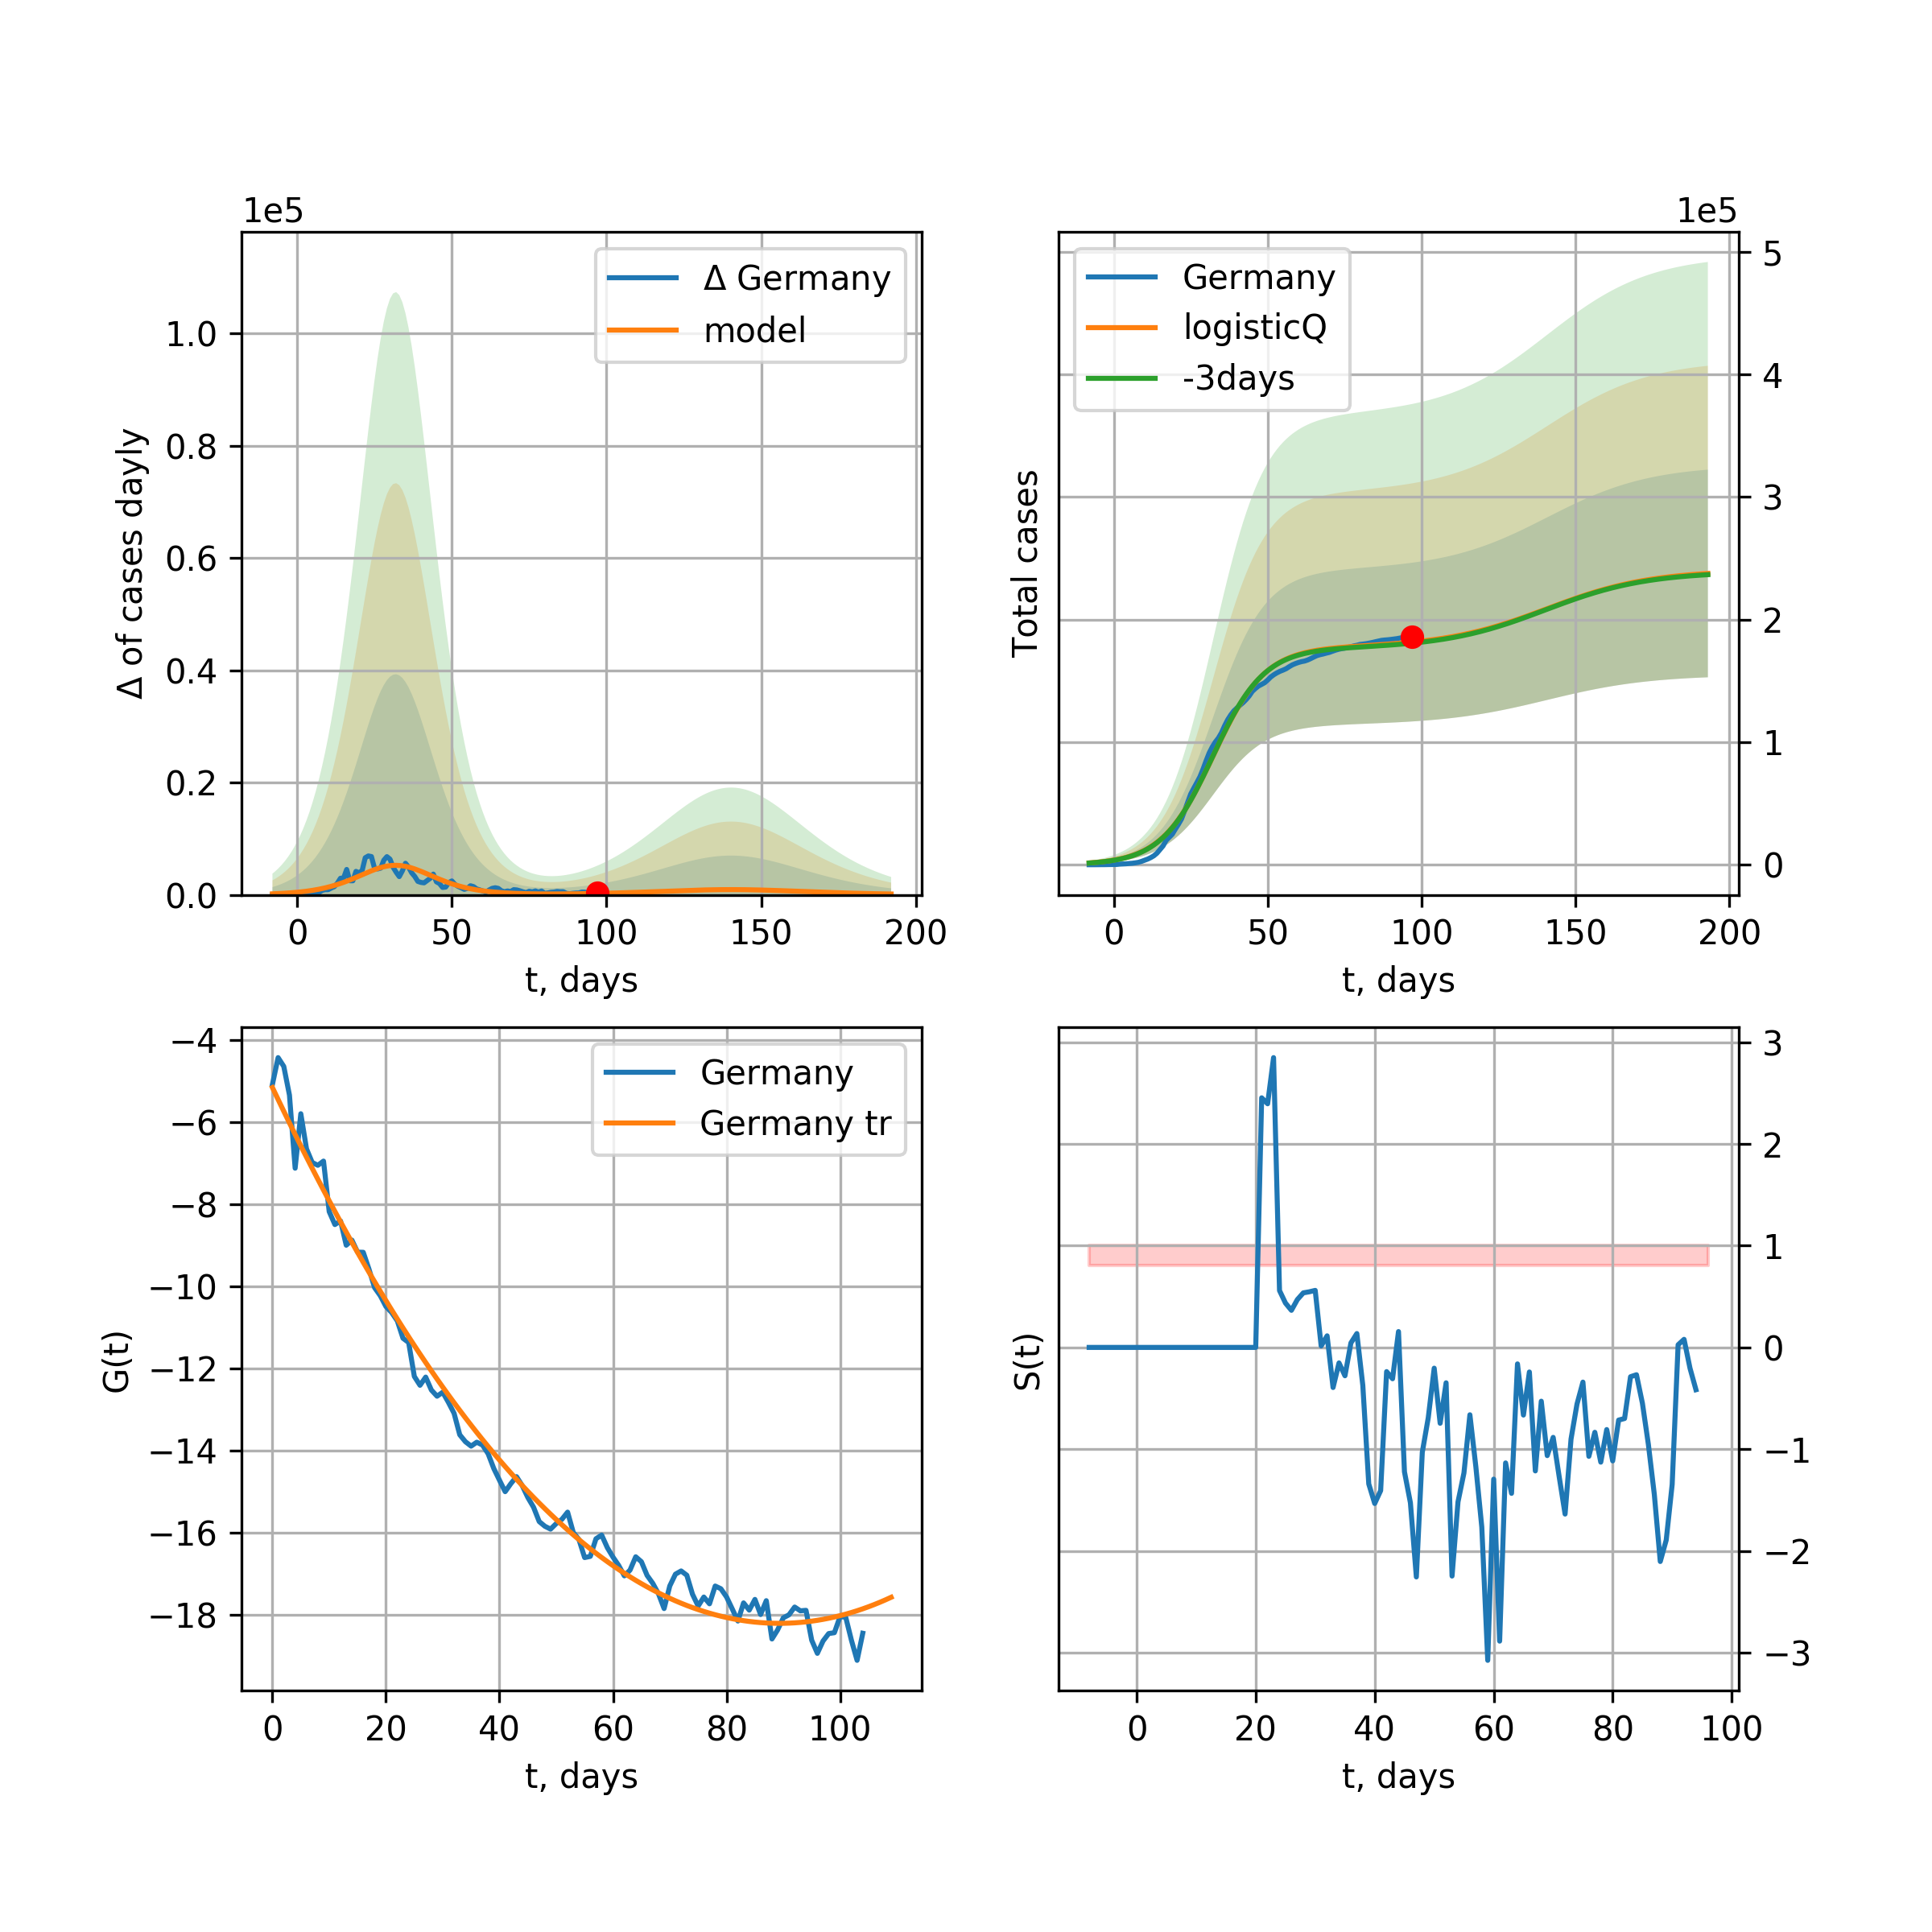 1e5
Δ of cases dayly
1.0
0.8
0.6
0.4
0.2
0.0
0 50 100 150 200
t, days
Δ Germany
model
1e5
Total cases
5
4
3
2
1
0
0 50 100 150 200
t, days
Germany
logisticQ
-3days
G(t)
−4
−6
−8
−10
−12
−14
−16
−18
0 20 40 60 80 100
t, days
Germany
Germany tr
S(t)
3
2
1
0
−1
−2
−3
0 20 40 60 80 100
t, days